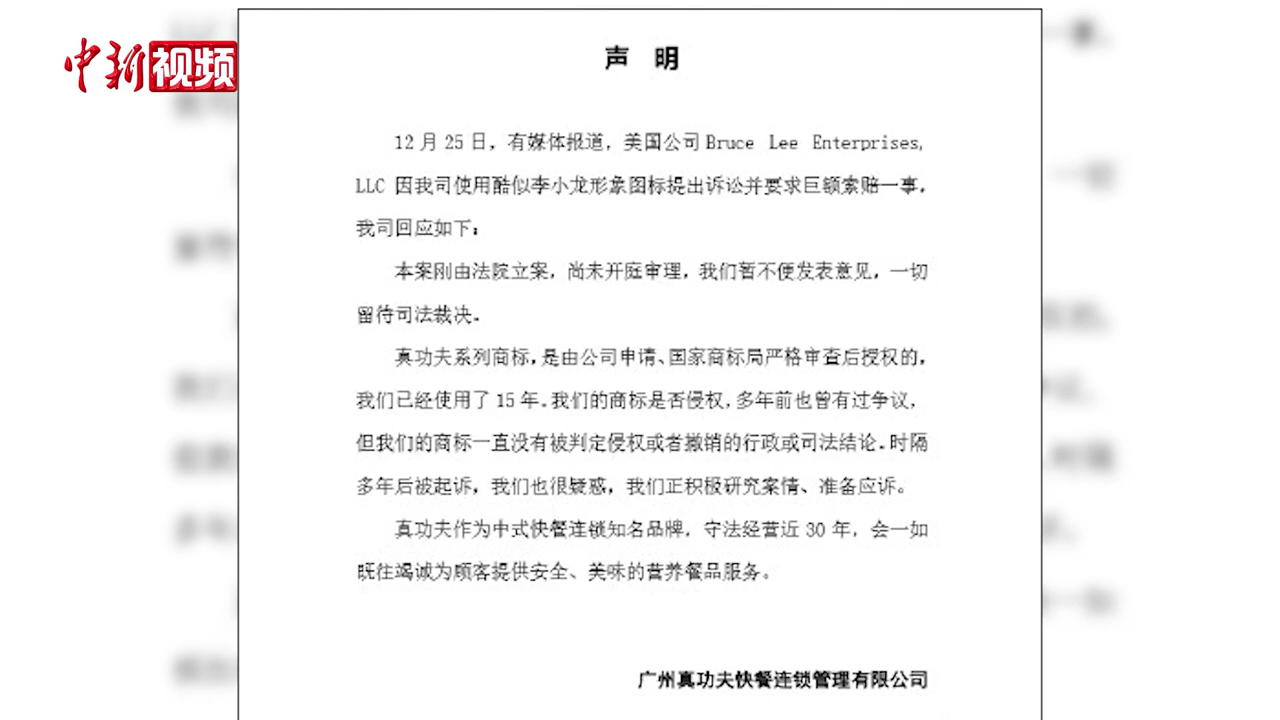 中新视频
声 明
12月25日，有媒体报道，美国公司Bruce Lee Enterprises,
LLC 因我司使用酷似李小龙形象图标提出诉讼并要求巨额索赔一事，
我司回应如下：
本案刚由法院立案，尚未开庭审理，我们暂不便发表意见，一切
留待司法裁决。
真功夫系列商标，是由公司申请、国家商标局严格审查后授权的，
我们已经使用了15年。我们的商标是否侵权，多年前也曾有过争议，
但我们的商标一直没有被判定侵权或者撤销的行政或司法结论。时隔
多年后被起诉，我们也很疑惑，我们正积极研究案情、准备应诉。
真功夫作为中式快餐连锁知名品牌，守法经营近30年，会一如
既往竭诚为顾客提供安全、美味的营养餐品服务。
广州真功夫快餐连锁管理有限公司